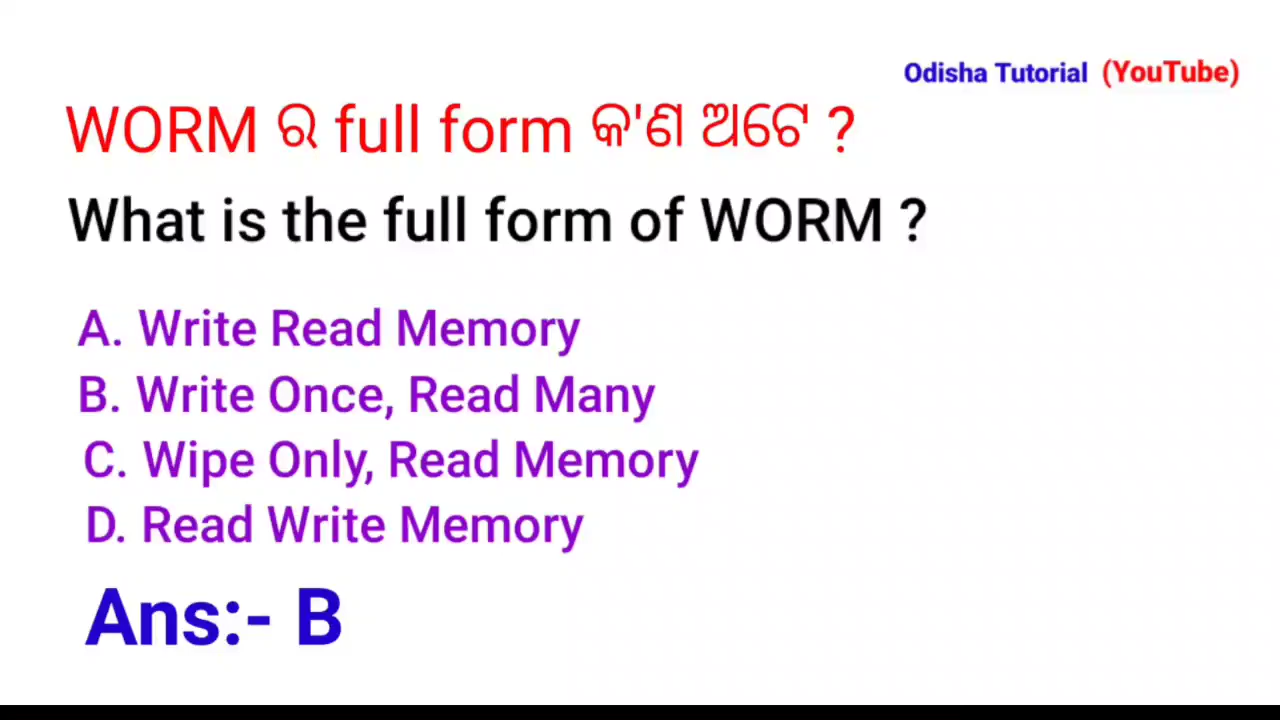 Odisha Tutorial (YouTube)
WORM ର full form କ'ଣ ଅଟେ ?
What is the full form of WORM ?
A. Write Read Memory
B. Write Once, Read Many
C. Wipe Only, Read Memory
D. Read Write Memory
Ans:- B